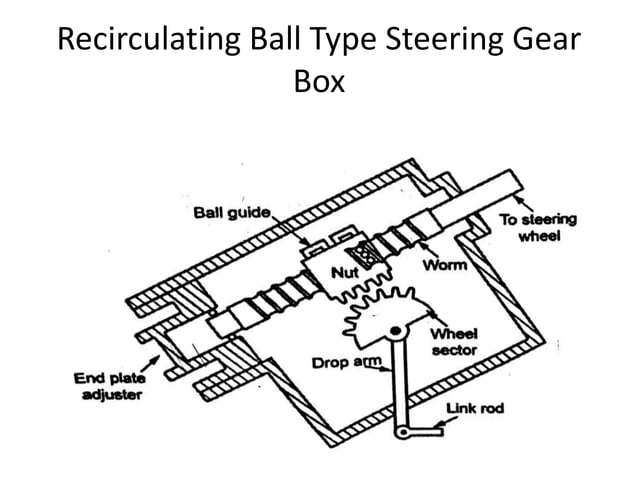 Recirculating Ball Type Steering Gear
Box
Ball guide
To steering
wheel
Nut
Worm
Wheel
sector
Drop arm
End plate
adjuster
Link rod